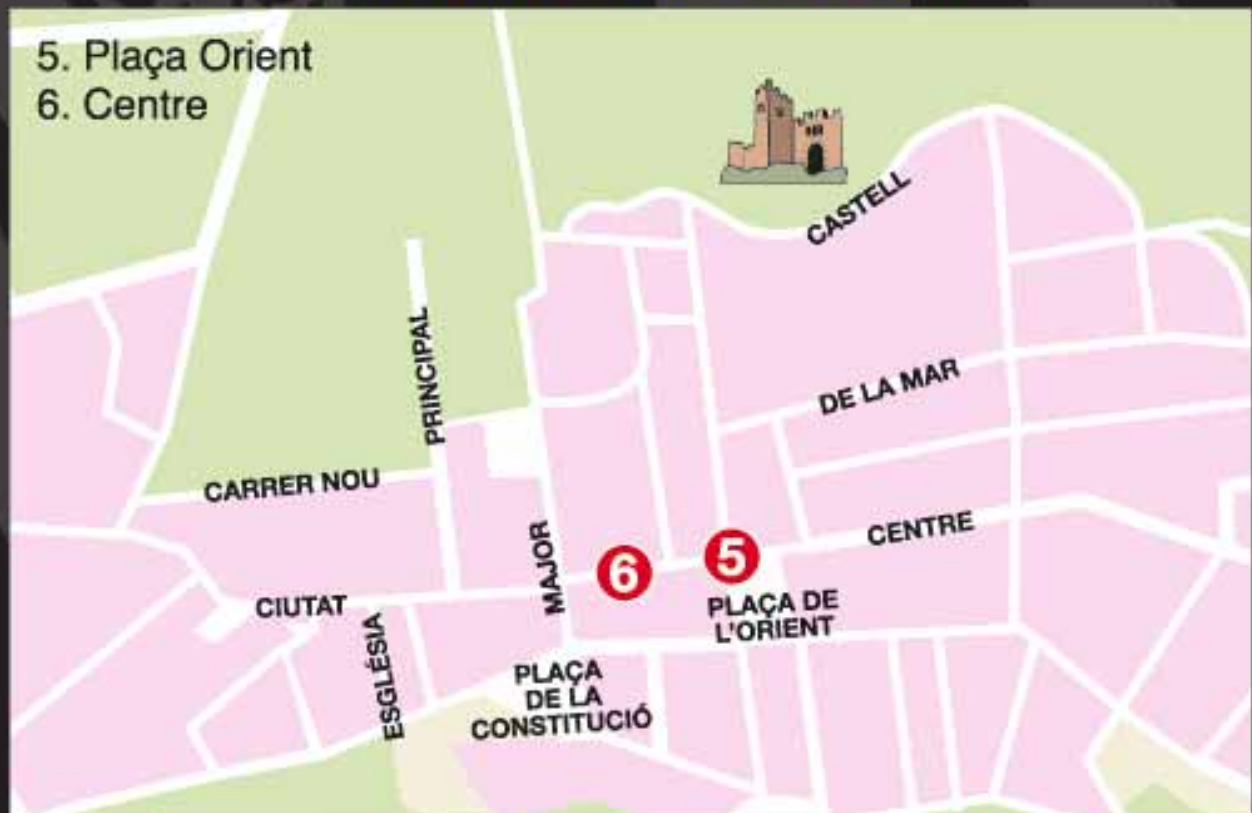 5. Plaça Orient
6. Centre
CASTELL
PRINCIPAL
DE LA MAR
CARRER NOU
MAJOR
CENTRE
6
5
CIUTAT
ESGLÉSIA
PLAÇA DE
L'ORIENT
PLAÇA
DE LA
CONSTITUCIÓ